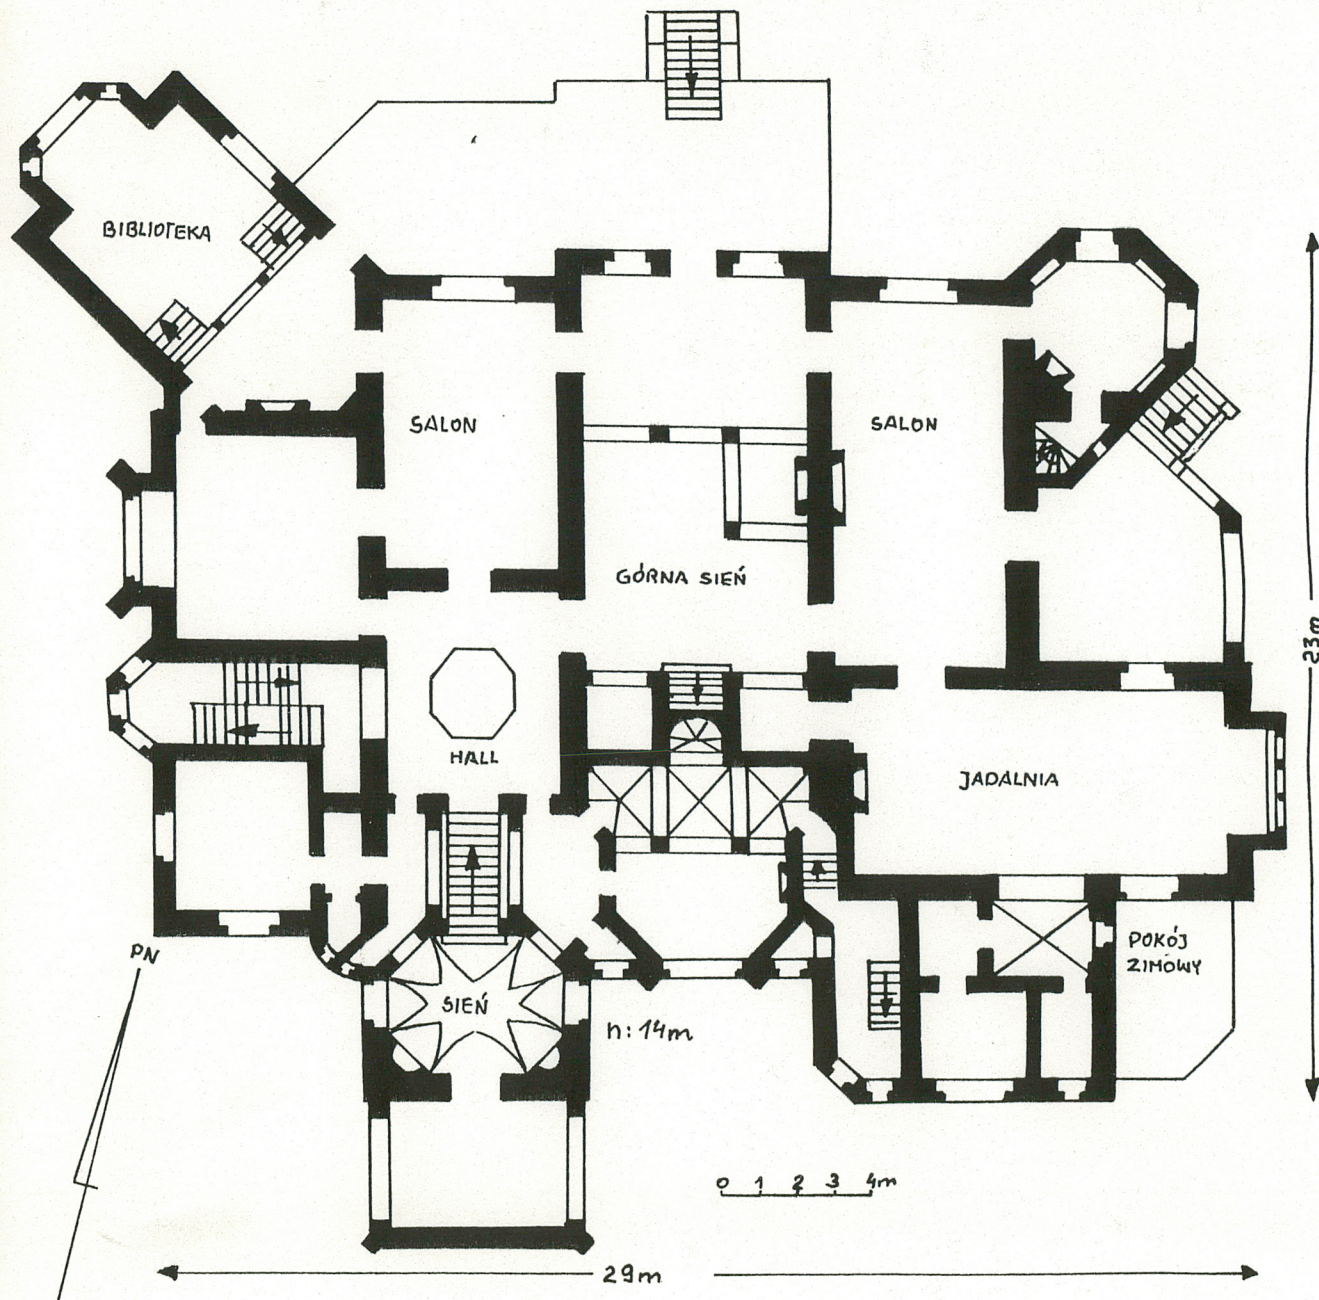 BIBLIOTEKA
SALON
SALON
GÓRNA SIEŃ
23m
HALL
JADALNIA
PN
POKÓJ
ZIMOWY
SIEŃ
h: 14m
0 1 2 3 4m
29m